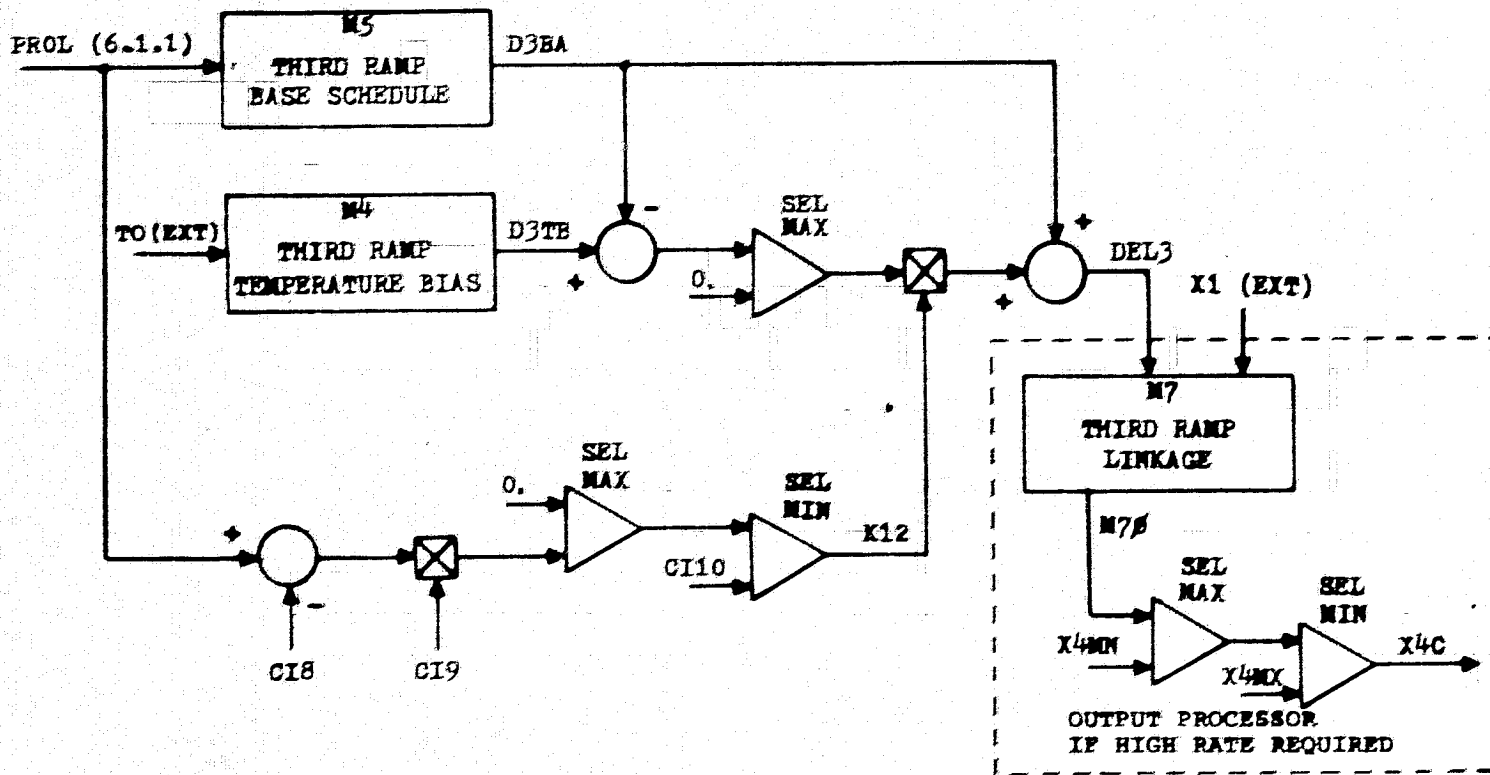 M5
PROL (6.1.1)
D3BA
THIRD RAMP
BASE SCHEDULE
-
+
SEL
MAX
M4
TO(EXT)
D3TB
THIRD RAMP
TEMPERATURE BIAS
+
0.
+
DEL3
X1 (EXT)
M7
THIRD RAMP
LINKAGE
SEL
MAX
0.
SEL
MIN
+
K12
M7Ø
CI10
-
SEL
MAX
SEL
MIN
CI8
CI9
X4MN
X4C
X4MX
OUTPUT PROCESSOR
IF HIGH RATE REQUIRED